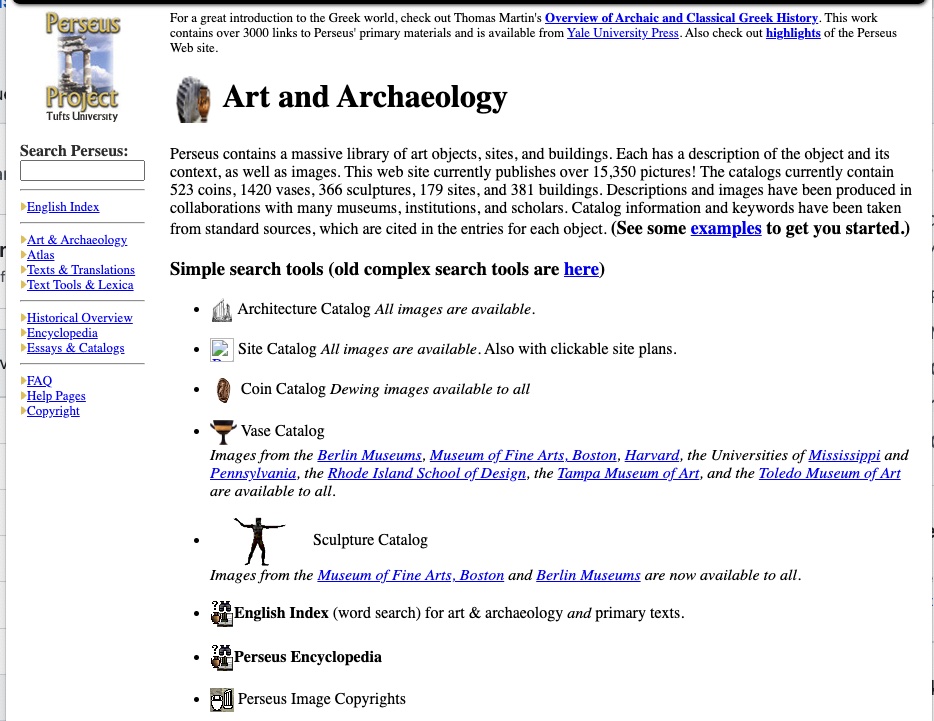 Perseus
Project
Tufts University
Search Perseus:
English Index
Art & Archaeology
Atlas
Texts & Translations
Text Tools & Lexica
Historical Overview
Encyclopedia
Essays & Catalogs
FAQ
Help Pages
Copyright
For a great introduction to the Greek world, check out Thomas Martin's Overview of Archaic and Classical Greek History. This work
contains over 3000 links to Perseus' primary materials and is available from Yale University Press. Also check out highlights of the Perseus
Web site.
Art and Archaeology
Perseus contains a massive library of art objects, sites, and buildings. Each has a description of the object and its
context, as well as images. This web site currently publishes over 15,350 pictures! The catalogs currently contain
523 coins, 1420 vases, 366 sculptures, 179 sites, and 381 buildings. Descriptions and images have been produced in
collaborations with many museums, institutions, and scholars. Catalog information and keywords have been taken
from standard sources, which are cited in the entries for each object. (See some examples to get you started.)
Simple search tools (old complex search tools are here)
• Architecture Catalog All images are available.
• Site Catalog All images are available. Also with clickable site plans.
• Coin Catalog Dewing images available to all
• Vase Catalog
Images from the Berlin Museums, Museum of Fine Arts, Boston, Harvard, the Universities of Mississippi and
Pennsylvania, the Rhode Island School of Design, the Tampa Museum of Art, and the Toledo Museum of Art
are available to all.
• Sculpture Catalog
Images from the Museum of Fine Arts, Boston and Berlin Museums are now available to all.
• English Index (word search) for art & archaeology and primary texts.
• Perseus Encyclopedia
• Perseus Image Copyrights